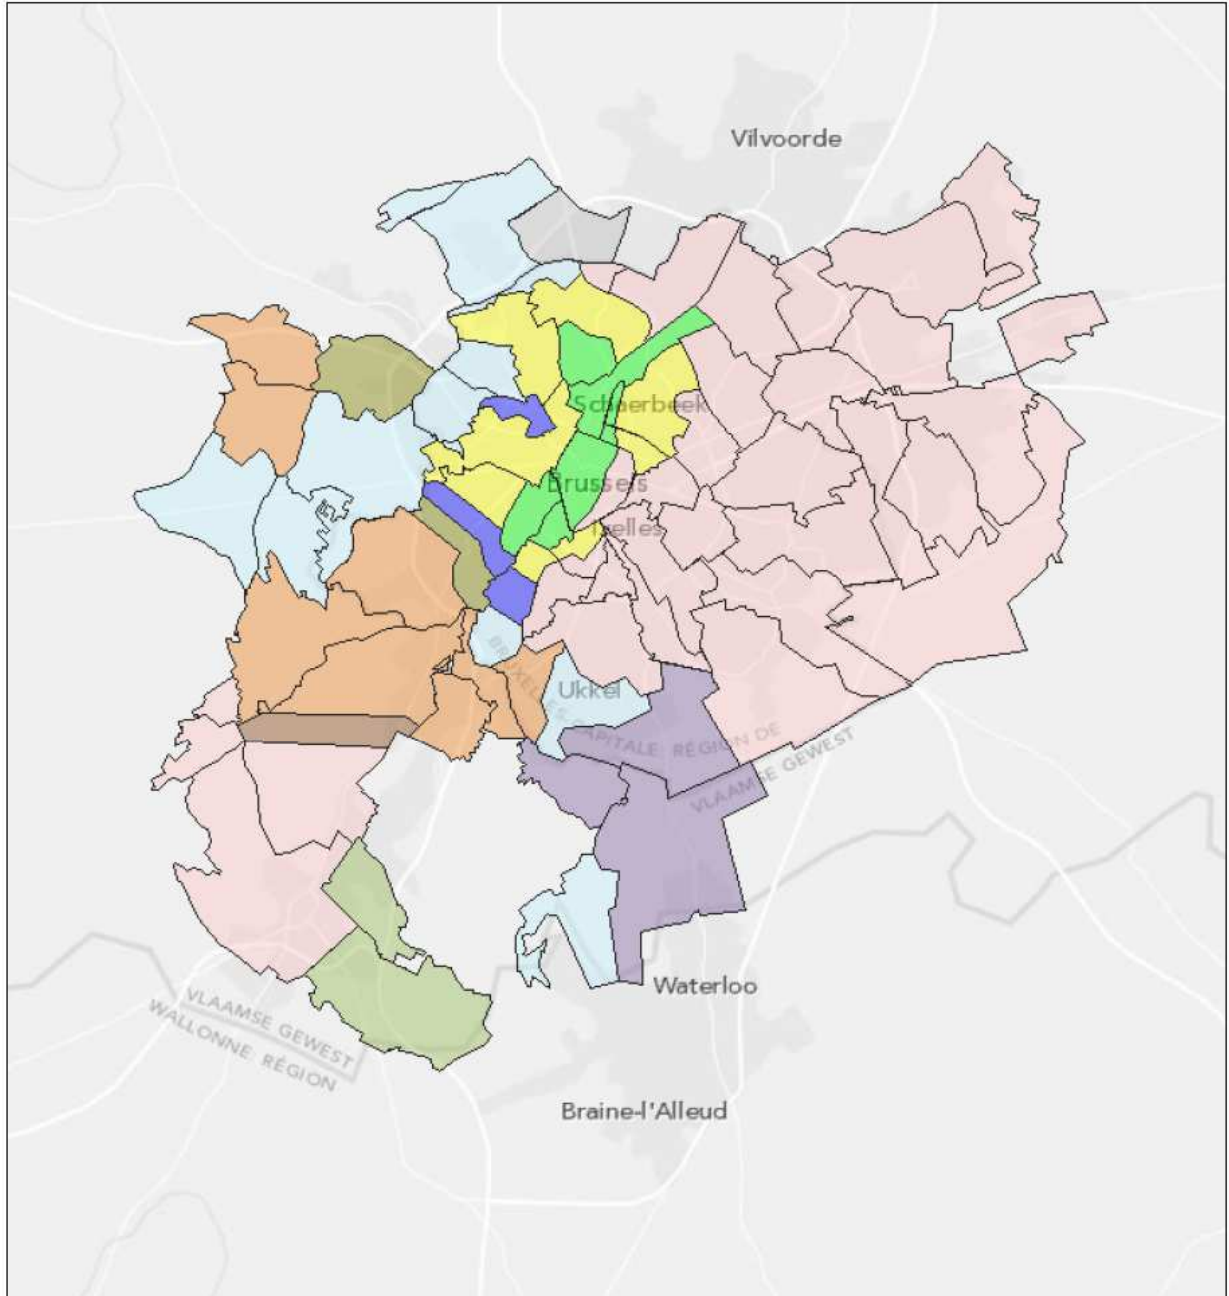 Vilvoorde
Schaerbeek
Brussels
Ixelles
Ukkel
BRUXELLES-CAPITALE, RÉGION DE
VLAAMSE GEWEST
Waterloo
VLAAMSE GEWEST
WALLONNE, RÉGION
Braine-l'Alleud